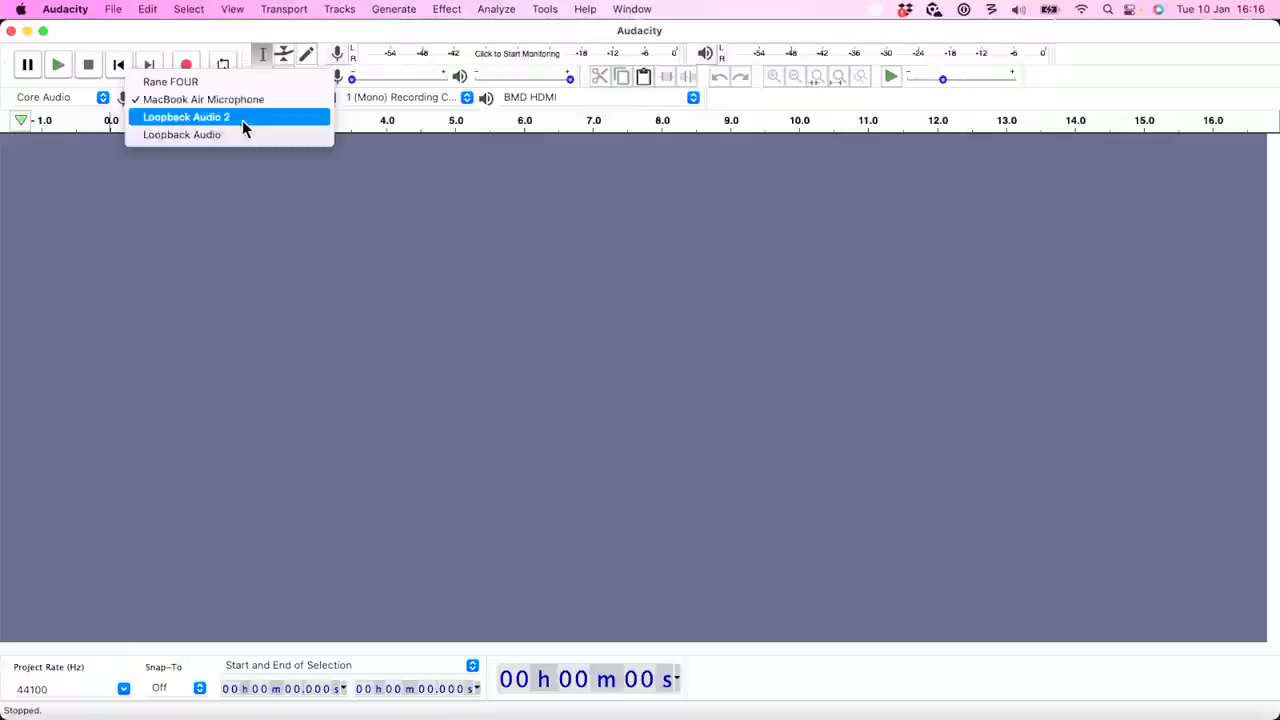 Audacity File Edit Select View Transport Tracks Generate Effect Analyze Tools Help Window Tue 10 Jan 16:16
Audacity
L
R
-54 -48 -42 Click to Start Monitoring -18 -12 -6 0
L
R
-54 -48 -42 -36 -30 -24 -18 -12 -6 0
- +
- +
- +
Core Audio
1 (Mono) Recording C...
BMD HDMI
Rane FOUR
✓ MacBook Air Microphone
Loopback Audio 2
Loopback Audio
- 1.0 0.0 4.0 5.0 6.0 7.0 8.0 9.0 10.0 11.0 12.0 13.0 14.0 15.0 16.0
Project Rate (Hz)
44100
Snap-To
Off
Start and End of Selection
00 h 00 m 00.000 s
00 h 00 m 00.000 s
00 h 00 m 00 s
Stopped.